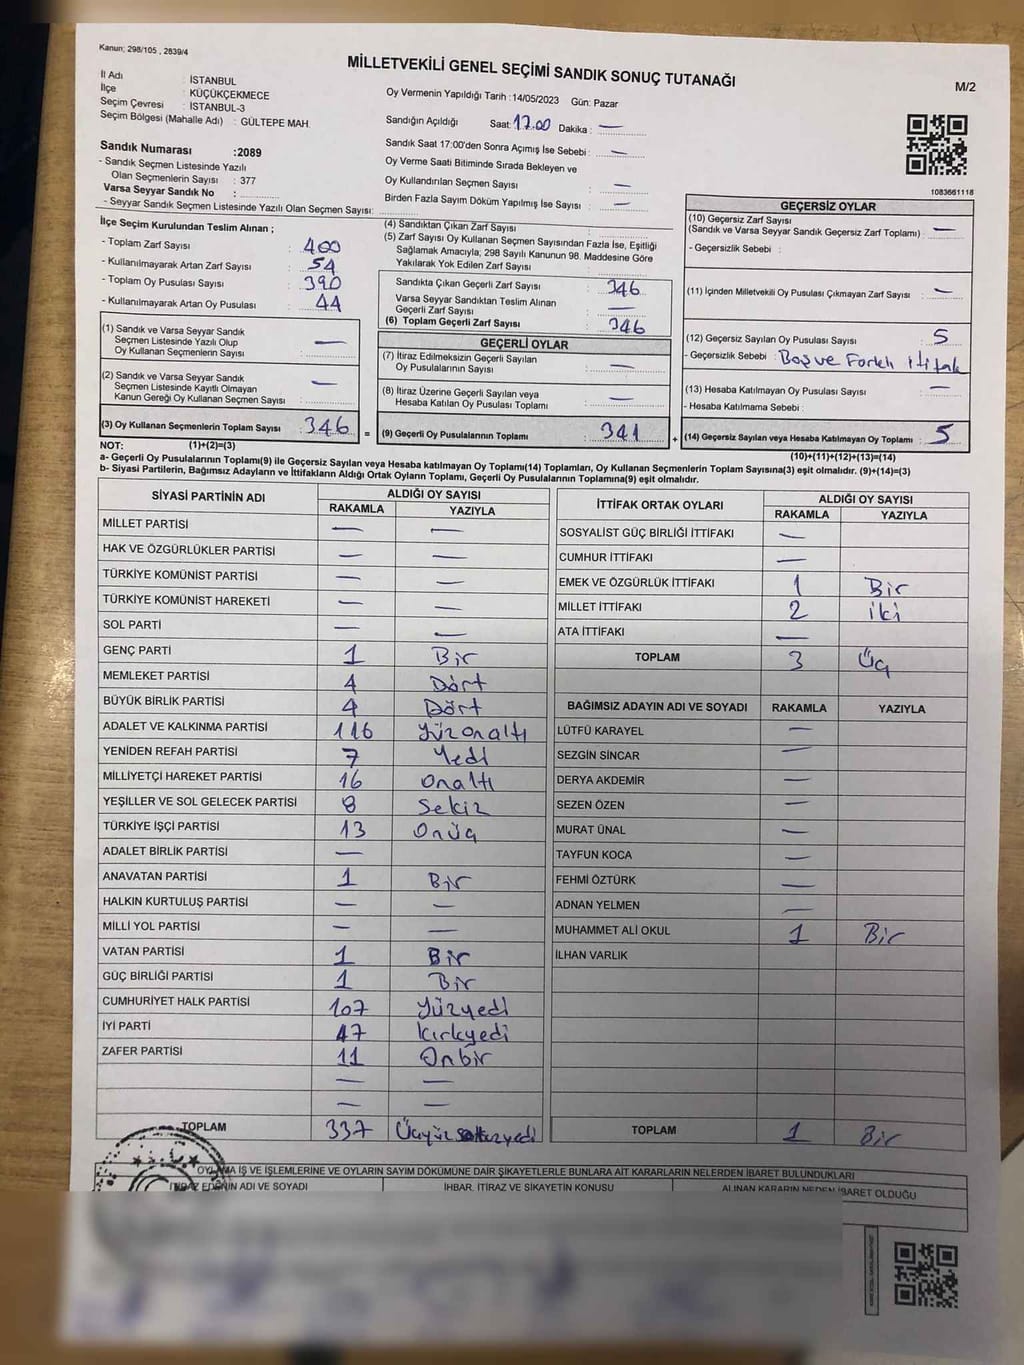 Kanun; 298/105 , 2839/4
MİLLETVEKİLİ GENEL SEÇİMİ SANDIK SONUÇ TUTANAĞI
M/2
İl Adı : İSTANBUL
İlçe : KÜÇÜKÇEKMECE
Seçim Çevresi : İSTANBUL-3
Seçim Bölgesi (Mahalle Adı) : GÜLTEPE MAH.
Oy Vermenin Yapıldığı Tarih :14/05/2023 Gün: Pazar
Sandığın Açıldığı Saat: 17.00 Dakika : —
Sandık Saat 17:00'den Sonra Açımış İse Sebebi : —
Oy Verme Saati Bitiminde Sırada Bekleyen ve
Oy Kullandırılan Seçmen Sayısı : —
Birden Fazla Sayım Döküm Yapılmış İse Sayısı : —
1083661118
Sandık Numarası :2089
- Sandık Seçmen Listesinde Yazılı
Olan Seçmenlerin Sayısı : 377
Varsa Seyyar Sandık No :
- Seyyar Sandık Seçmen Listesinde Yazılı Olan Seçmen Sayısı:
İlçe Seçim Kurulundan Teslim Alınan ;
- Toplam Zarf Sayısı : 400
- Kullanılmayarak Artan Zarf Sayısı : 54
- Toplam Oy Pusulası Sayısı : 390
- Kullanılmayarak Artan Oy Pusulası : 44
(1) Sandık ve Varsa Seyyar Sandık
Seçmen Listesinde Yazılı Olup
Oy Kullanan Seçmenlerin Sayısı : —
(2) Sandık ve Varsa Seyyar Sandık
Seçmen Listesinde Kayıtlı Olmayan
Kanun Gereği Oy Kullanan Seçmen Sayısı : —
(3) Oy Kullanan Seçmenlerin Toplam Sayısı : 346 =
(4) Sandıktan Çıkan Zarf Sayısı :
(5) Zarf Sayısı Oy Kullanan Seçmen Sayısından Fazla İse, Eşitliği
Sağlamak Amacıyla; 298 Sayılı Kanunun 98. Maddesine Göre
Yakılarak Yok Edilen Zarf Sayısı :
Sandıkta Çıkan Geçerli Zarf Sayısı : 346
Varsa Seyyar Sandıktan Teslim Alınan
Geçerli Zarf Sayısı : —
(6) Toplam Geçerli Zarf Sayısı : 346
GEÇERLİ OYLAR
(7) İtiraz Edilmeksizin Geçerli Sayılan
Oy Pusulalarının Sayısı : —
(8) İtiraz Üzerine Geçerli Sayılan veya
Hesaba Katılan Oy Pusulası Toplamı : —
(9) Geçerli Oy Pusulalarının Toplamı : 341 +
GEÇERSİZ OYLAR
(10) Geçersiz Zarf Sayısı
(Sandık ve Varsa Seyyar Sandık Geçersiz Zarf Toplamı) : —
- Geçersizlik Sebebi :
(11) İçinden Milletvekili Oy Pusulası Çıkmayan Zarf Sayısı : —
(12) Geçersiz Sayılan Oy Pusulası Sayısı : 5
- Geçersizlik Sebebi : Boş ve Farklı ittifak
(13) Hesaba Katılmayan Oy Pusulası Sayısı : —
- Hesaba Katılmama Sebebi :
(14) Geçersiz Sayılan veya Hesaba Katılmayan Oy Toplamı : 5
NOT: (1)+(2)=(3) (10)+(11)+(12)+(13)=(14)
a- Geçerli Oy Pusulalarının Toplamı(9) ile Geçersiz Sayılan veya Hesaba katılmayan Oy Toplamı(14) Toplamları, Oy Kullanan Seçmenlerin Toplam Sayısına(3) eşit olmalıdır. (9)+(14)=(3)
b- Siyasi Partilerin, Bağımsız Adayların ve İttifakların Aldığı Ortak Oyların Toplamı, Geçerli Oy Pusulalarının Toplamına(9) eşit olmalıdır.
SİYASİ PARTİNİN ADI ALDIĞI OY SAYISI
RAKAMLA YAZIYLA
MİLLET PARTİSİ — —
HAK VE ÖZGÜRLÜKLER PARTİSİ — —
TÜRKİYE KOMÜNİST PARTİSİ — —
TÜRKİYE KOMÜNİST HAREKETİ — —
SOL PARTİ — —
GENÇ PARTİ 1 Bir
MEMLEKET PARTİSİ 4 Dört
BÜYÜK BİRLİK PARTİSİ 4 Dört
ADALET VE KALKINMA PARTİSİ 116 Yüzonaltı
YENİDEN REFAH PARTİSİ 7 Yedi
MİLLİYETÇİ HAREKET PARTİSİ 16 onaltı
YEŞİLLER VE SOL GELECEK PARTİSİ 8 Sekiz
TÜRKİYE İŞÇİ PARTİSİ 13 Onüç
ADALET BİRLİK PARTİSİ —
ANAVATAN PARTİSİ 1 Bir
HALKIN KURTULUŞ PARTİSİ — —
MİLLİ YOL PARTİSİ — —
VATAN PARTİSİ 1 Bir
GÜÇ BİRLİĞİ PARTİSİ 1 Bir
CUMHURİYET HALK PARTİSİ 107 Yüzyedi
İYİ PARTİ 47 Kırkyedi
ZAFER PARTİSİ 11 Onbir
— —
— —
TOPLAM 337
İTTİFAK ORTAK OYLARI ALDIĞI OY SAYISI
RAKAMLA YAZIYLA
SOSYALİST GÜÇ BİRLİĞİ İTTİFAKI —
CUMHUR İTTİFAKI —
EMEK VE ÖZGÜRLÜK İTTİFAKI 1 Bir
MİLLET İTTİFAKI 2 iki
ATA İTTİFAKI —
TOPLAM 3 Üç
BAĞIMSIZ ADAYIN ADI VE SOYADI RAKAMLA YAZIYLA
LÜTFÜ KARAYEL —
SEZGİN SİNCAR —
DERYA AKDEMİR —
SEZEN ÖZEN —
MURAT ÜNAL —
TAYFUN KOCA —
FEHMİ ÖZTÜRK —
ADNAN YELMEN —
MUHAMMET ALİ OKUL 1 Bir
İLHAN VARLIK
TOPLAM 1 Bir
OYLAMA İŞ VE İŞLEMLERİNE VE OYLARIN SAYIM DÖKÜMÜNE DAİR ŞİKAYETLERLE BUNLARA AİT KARARLARIN NELERDEN İBARET BULUNDUKLARI
İTİRAZ EDENİN ADI VE SOYADI İHBAR, İTİRAZ VE ŞİKAYETİN KONUSU ALINAN KARARIN NEDEN İBARET OLDUĞU